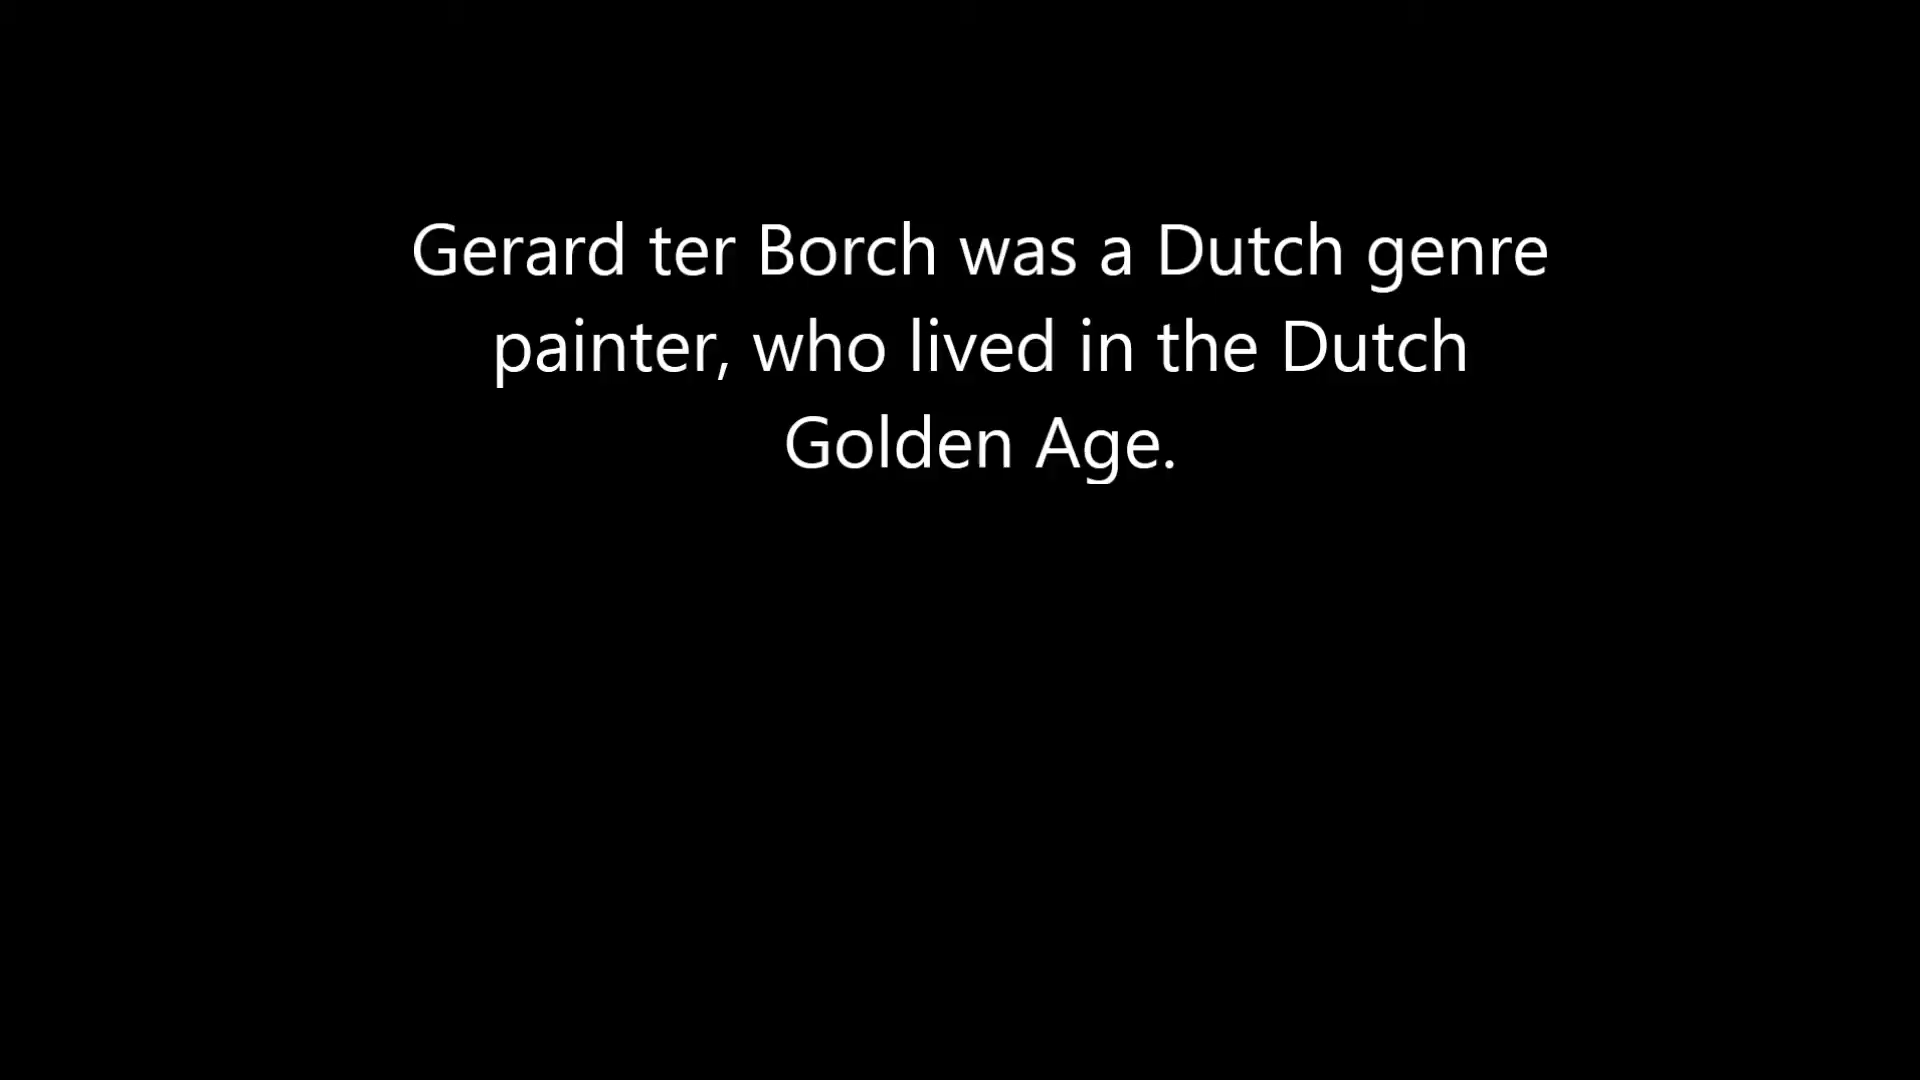 Gerard ter Borch was a Dutch genre
painter, who lived in the Dutch
Golden Age.